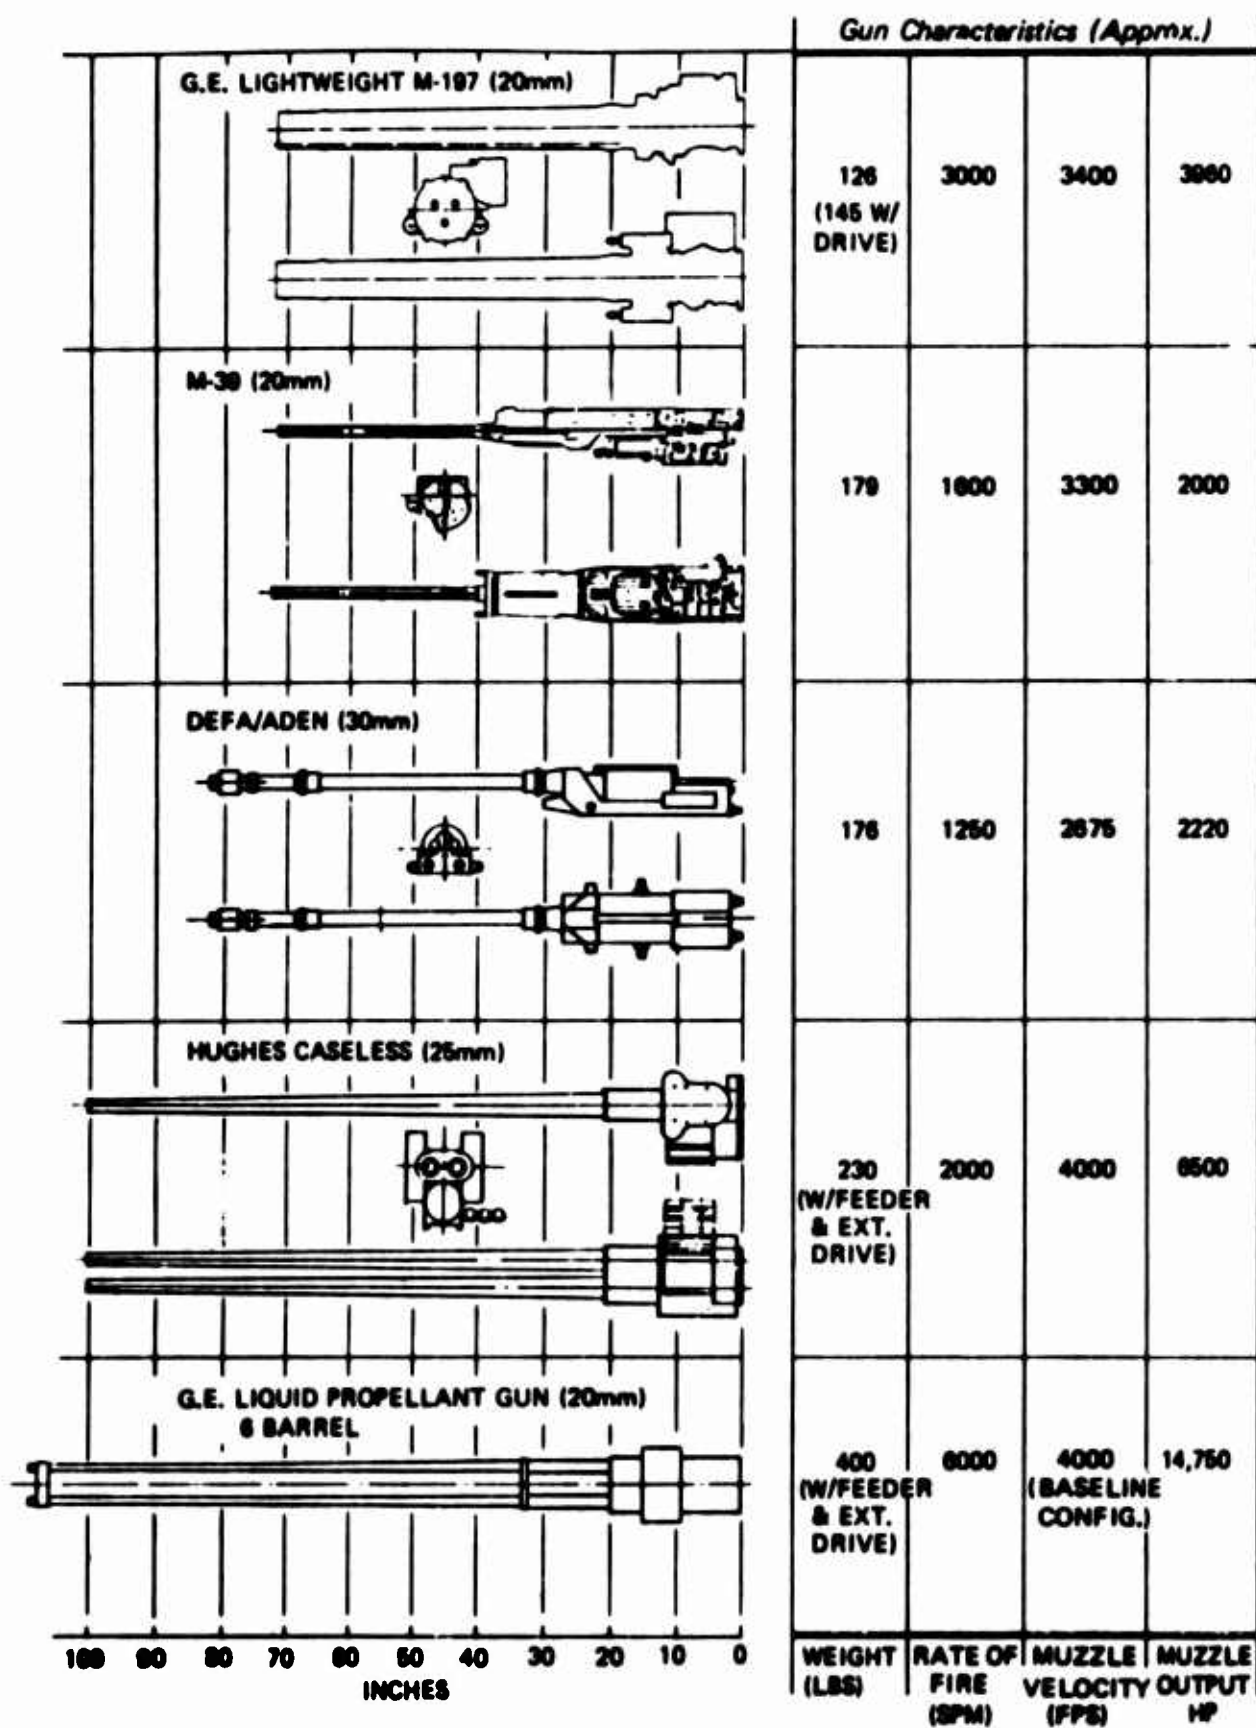 Gun Characteristics (Apprnx.)
G.E. LIGHTWEIGHT M-197 (20mm)
126 3000 3400 3960
(145 W/
DRIVE)
M-39 (20mm)
179 1600 3300 2000
DEFA/ADEN (30mm)
176 1250 2675 2220
HUGHES CASELESS (25mm)
230 2000 4000 6500
(W/FEEDER
& EXT.
DRIVE)
G.E. LIQUID PROPELLANT GUN (20mm)
6 BARREL
400 6000 4000 14,750
(W/FEEDER (BASELINE
& EXT. CONFIG.)
DRIVE)
100 90 80 70 60 50 40 30 20 10 0
INCHES
WEIGHT RATE OF MUZZLE MUZZLE
(LBS) FIRE VELOCITY OUTPUT
(SPM) (FPS) HP